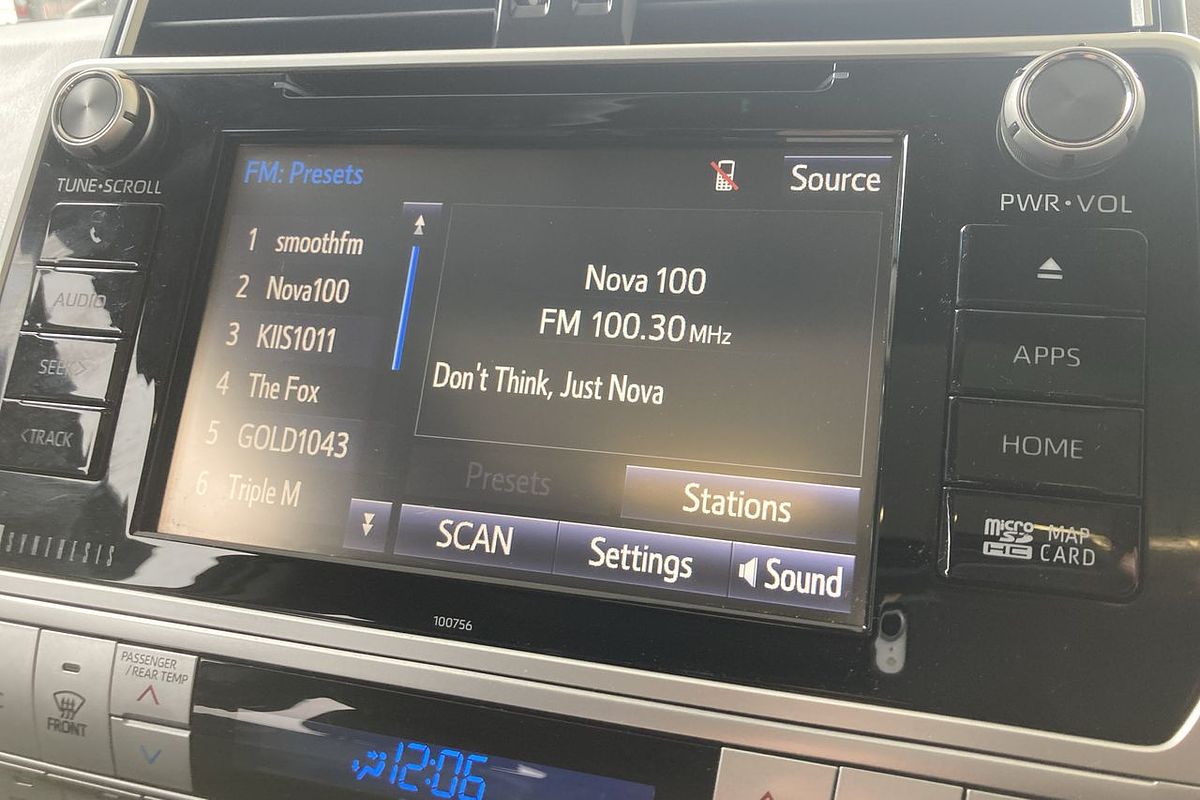 FM: Presets
Source
TUNE•SCROLL
PWR•VOL
1 smoothfm
2 Nova100
3 KIIS1011
4 The Fox
5 GOLD1043
6 Triple M
Nova 100
FM 100.30 MHz
Don't Think, Just Nova
Presets
Stations
SCAN
Settings
Sound
AUDIO
SEEK>
<TRACK
APPS
HOME
micro SD HC
MAP CARD
SYNTHESIS
100756
PASSENGER
/REAR TEMP
FRONT
12:06